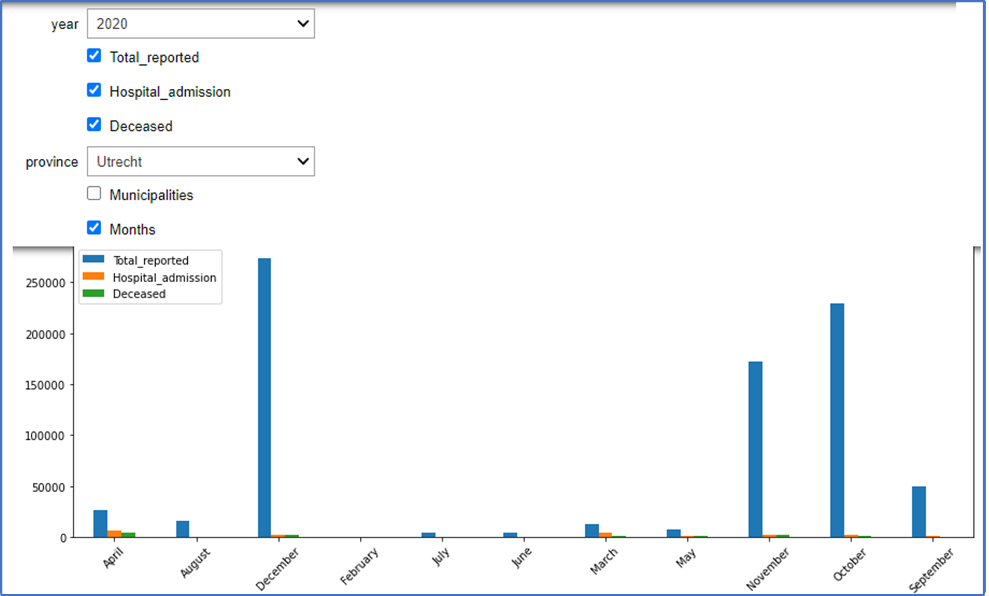 year 2020
Total_reported
Hospital_admission
Deceased
province Utrecht
Municipalities
Months
Total_reported
Hospital_admission
Deceased
250000
200000
150000
100000
50000
0
April August December February July June March May November October September